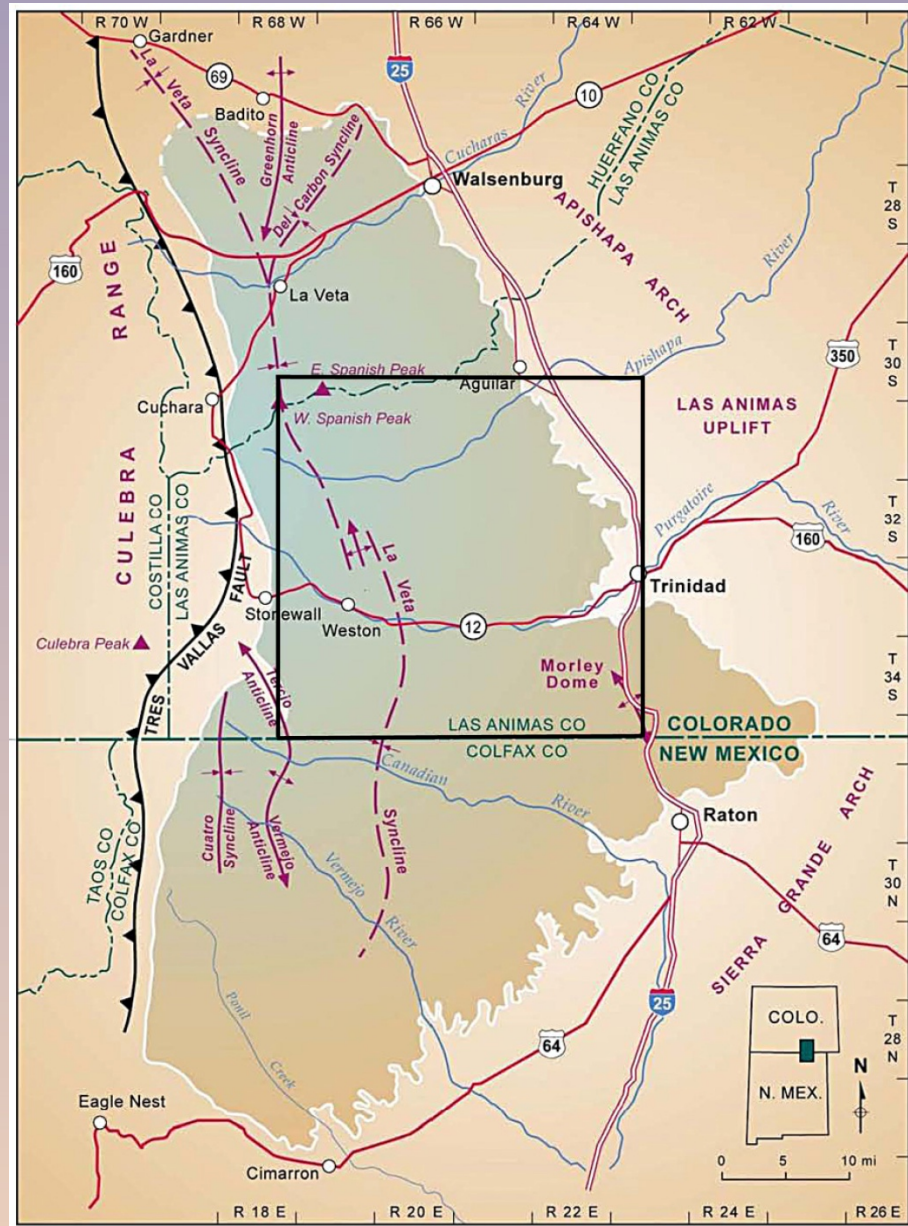 R 70 W
R 68 W
R 66 W
R 64 W
R 62 W
Gardner
La Veta
Syncline
69
Badito
Greenhorn
Anticline
Del Carbon Syncline
25
10
Cucharas
River
Walsenburg
HUERFANO CO
LAS ANIMAS CO
T
28
S
APISHAPA ARCH
River
160
RANGE
La Veta
Apishapa
T
30
S
350
E. Spanish Peak
Aguilar
Cuchara
W. Spanish Peak
LAS ANIMAS
UPLIFT
CULEBRA
COSTILLA CO
LAS ANIMAS CO
Purgatoire
River
T
32
S
160
La Veta
Trinidad
Stonewall
Weston
12
Culebra Peak
TRES VALLAS FAULT
Tercio
Anticline
Morley
Dome
T
34
S
LAS ANIMAS CO
COLFAX CO
COLORADO
NEW MEXICO
Canadian
River
Raton
TAOS CO
COLFAX CO
Cuatro
Syncline
Vermejo
Anticline
Syncline
Vermejo
River
SIERRA GRANDE ARCH
T
30
N
64
25
Ponil
Creek
64
COLO.
N. MEX.
N
T
28
N
Eagle Nest
Cimarron
0 5 10 mi
R 18 E
R 20 E
R 22 E
R 24 E
R 26 E